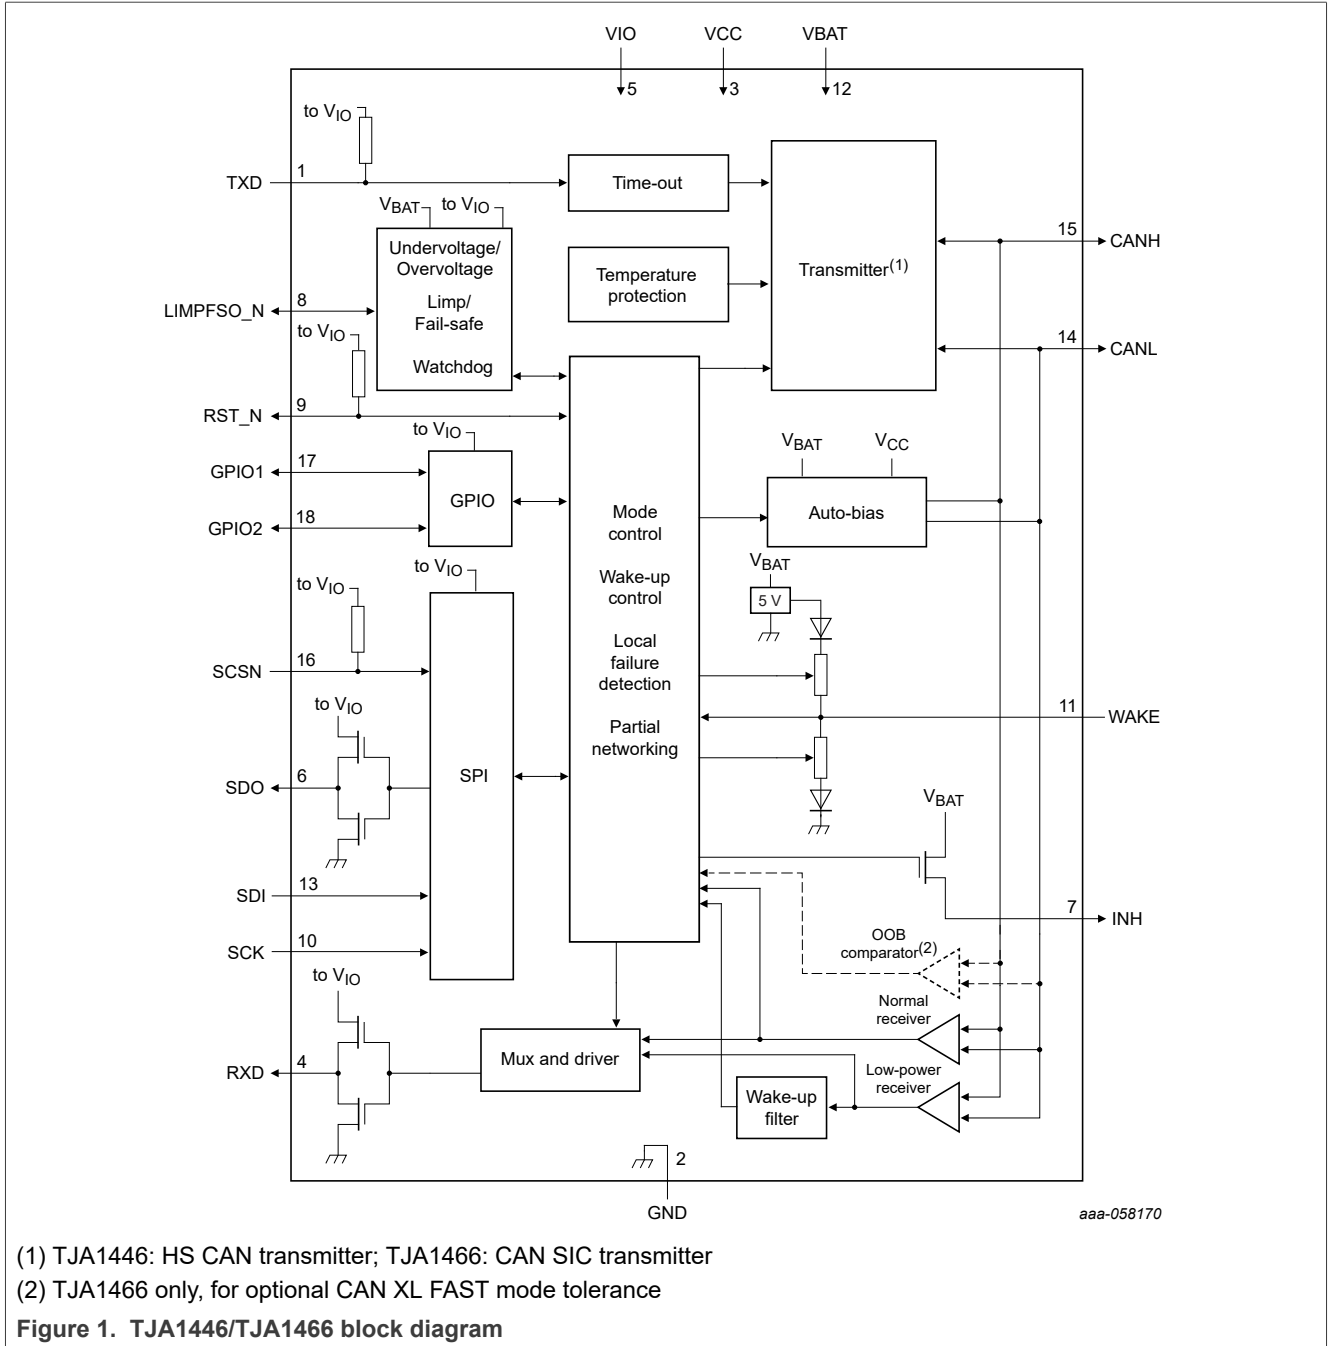 VIO VCC VBAT
5 3 12
to VIO
TXD 1
Time-out
VBAT to VIO
Undervoltage/
Overvoltage
Limp/
Fail-safe
Watchdog
Temperature
protection
Transmitter(1)
15 CANH
14 CANL
LIMPFSO_N 8
to VIO
RST_N 9
to VIO
GPIO1 17
GPIO2 18
GPIO
Mode
control
Wake-up
control
Local
failure
detection
Partial
networking
VBAT VCC
Auto-bias
VBAT
5 V
to VIO
to VIO
SCSN 16
11 WAKE
to VIO
SDO 6
SPI
VBAT
SDI 13
7 INH
SCK 10
OOB
comparator(2)
to VIO
Normal
receiver
RXD 4
Mux and driver
Low-power
receiver
Wake-up
filter
2
GND
aaa-058170
(1) TJA1446: HS CAN transmitter; TJA1466: CAN SIC transmitter
(2) TJA1466 only, for optional CAN XL FAST mode tolerance
Figure 1. TJA1446/TJA1466 block diagram